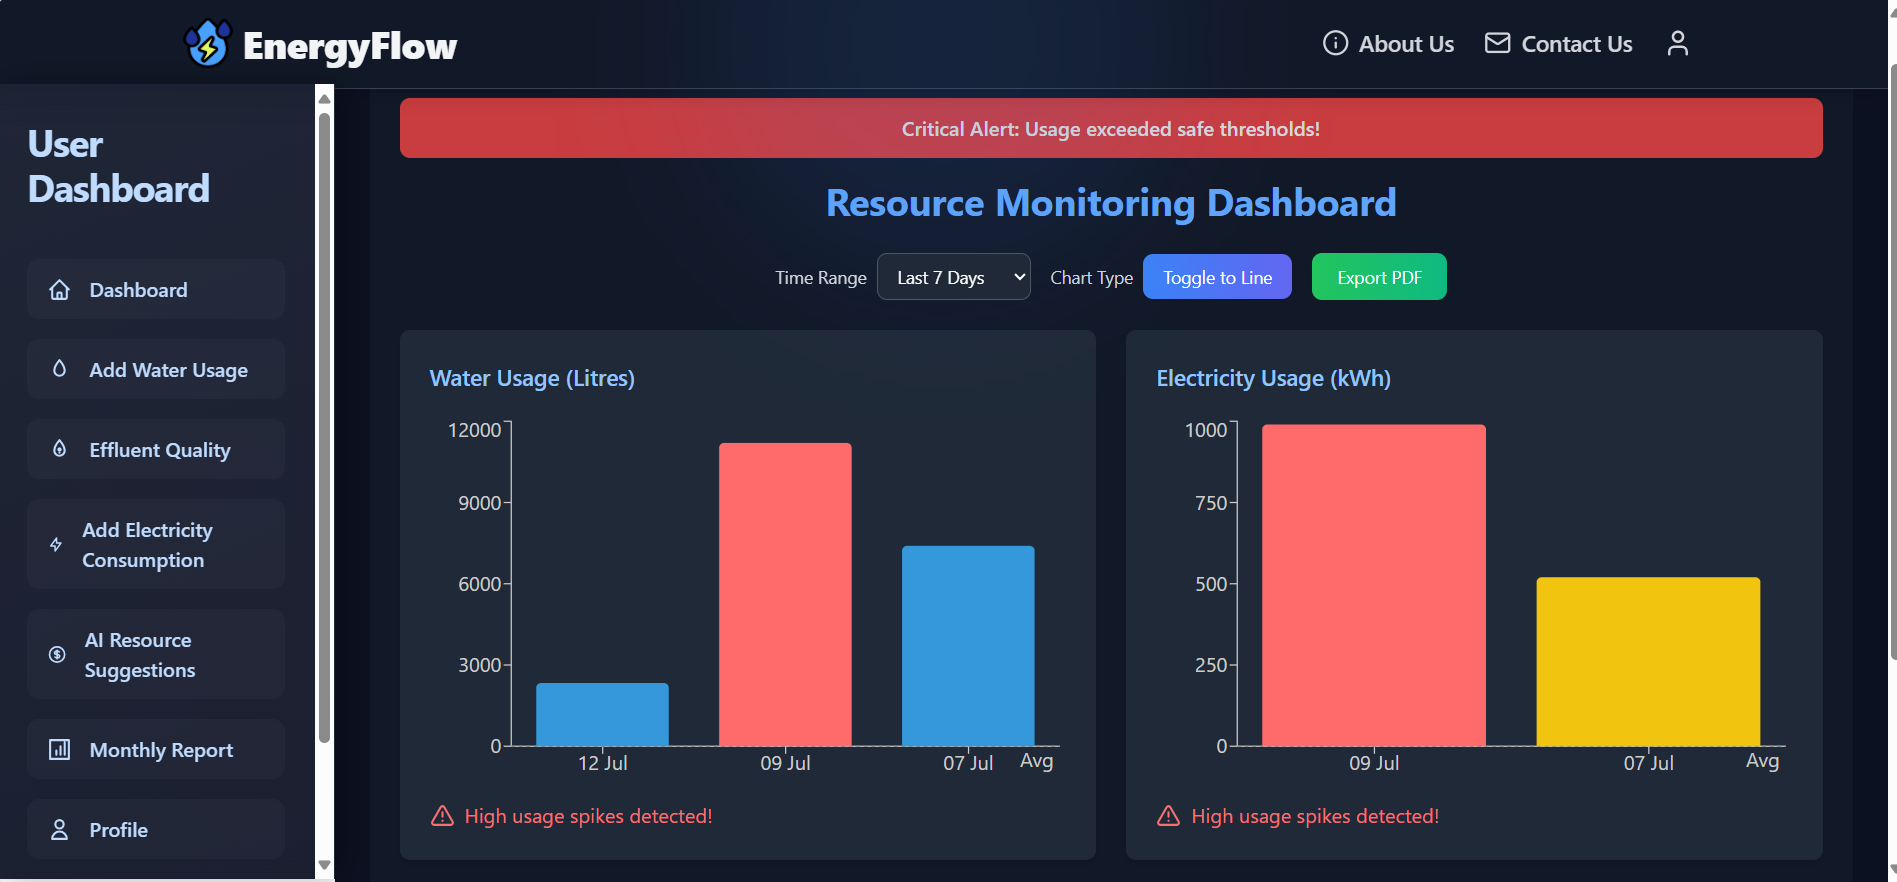 EnergyFlow
About Us
Contact Us
User
Dashboard
Dashboard
Add Water Usage
Effluent Quality
Add Electricity
Consumption
AI Resource
Suggestions
Monthly Report
Profile
Critical Alert: Usage exceeded safe thresholds!
Resource Monitoring Dashboard
Time Range
Last 7 Days
Chart Type
Toggle to Line
Export PDF
Water Usage (Litres)
12000
9000
6000
3000
0
12 Jul
09 Jul
07 Jul
Avg
High usage spikes detected!
Electricity Usage (kWh)
1000
750
500
250
0
09 Jul
07 Jul
Avg
High usage spikes detected!